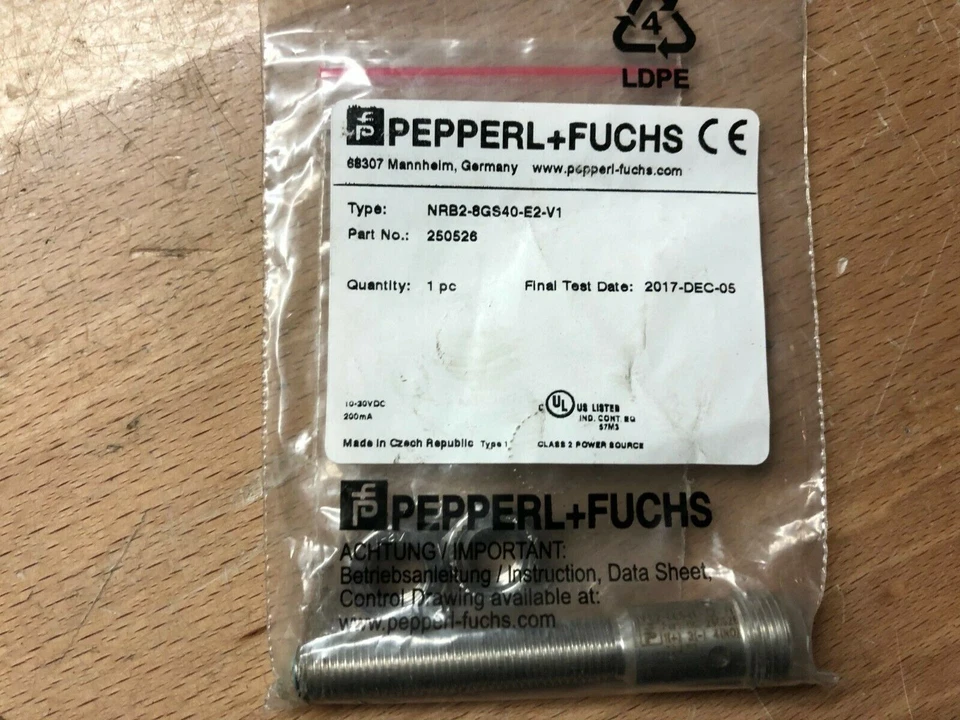 4
LDPE
PEPPERL+FUCHS CE
68307 Mannheim, Germany www.pepperl-fuchs.com
Type: NRB2-8GS40-E2-V1
Part No.: 250526
Quantity: 1 pc Final Test Date: 2017-DEC-05
10-30VDC
200mA
C UL US LISTED
IND. CONT. EQ
57M3
Made in Czech Republic Type 1 CLASS 2 POWER SOURCE
PEPPERL+FUCHS
ACHTUNG / IMPORTANT:
Betriebsanleitung / Instruction, Data Sheet,
Control Drawing available at:
www.pepperl-fuchs.com